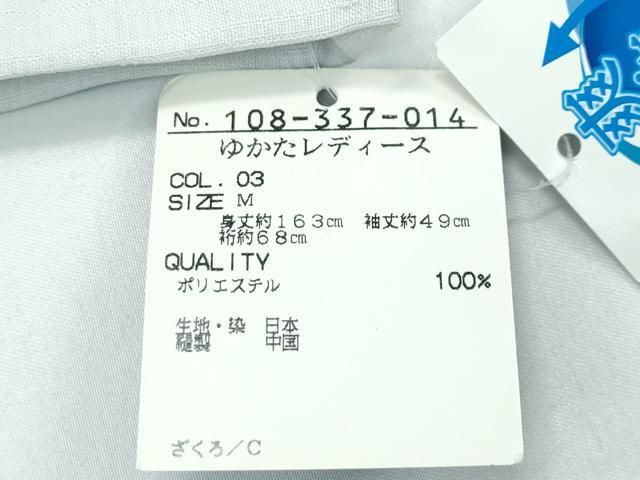 No. 108-337-014
ゆかたレディース
COL. 03
SIZE M
身丈約163cm 袖丈約49cm
裄約68cm
QUALITY
ポリエステル 100%
生地・染 日本
縫製 中国
ざくろ/C